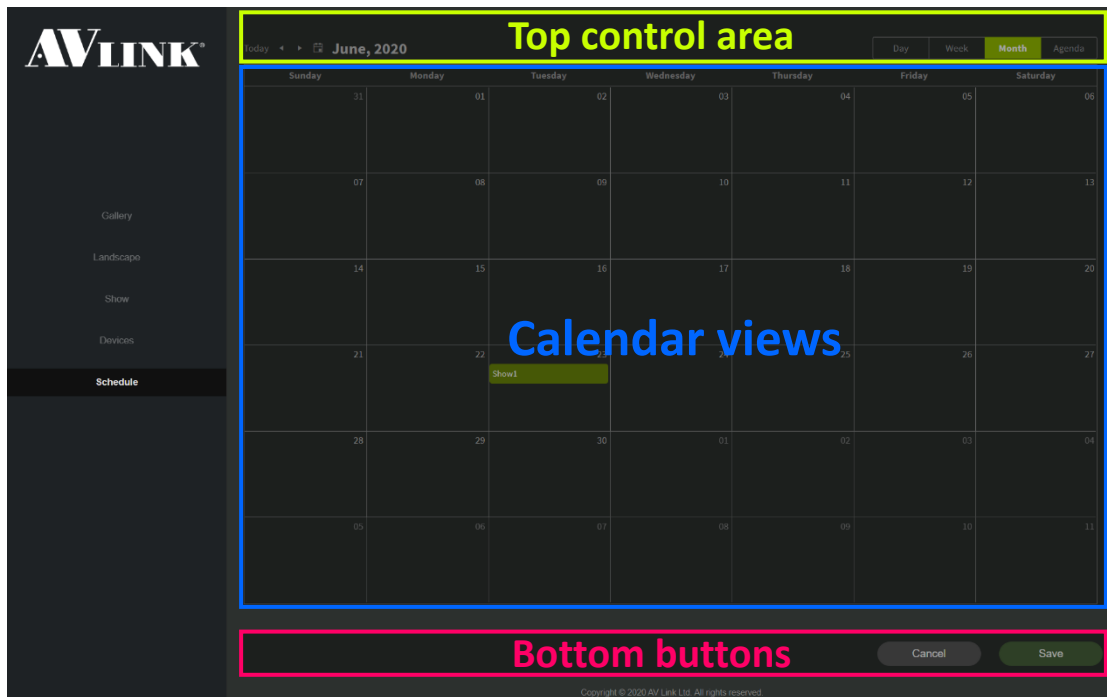 AVLINK®
Gallery
Landscape
Show
Devices
Schedule
Top control area
Today June, 2020 Day Week Month Agenda
Sunday Monday Tuesday Wednesday Thursday Friday Saturday
31 01 02 03 04 05 06
07 08 09 10 11 12 13
14 15 16 17 18 19 20
Calendar views
21 22 23 24 25 26 27
Show1
28 29 30 01 02 03 04
05 06 07 08 09 10 11
Bottom buttons
Cancel Save
Copyright © 2020 AV Link Ltd. All rights reserved.